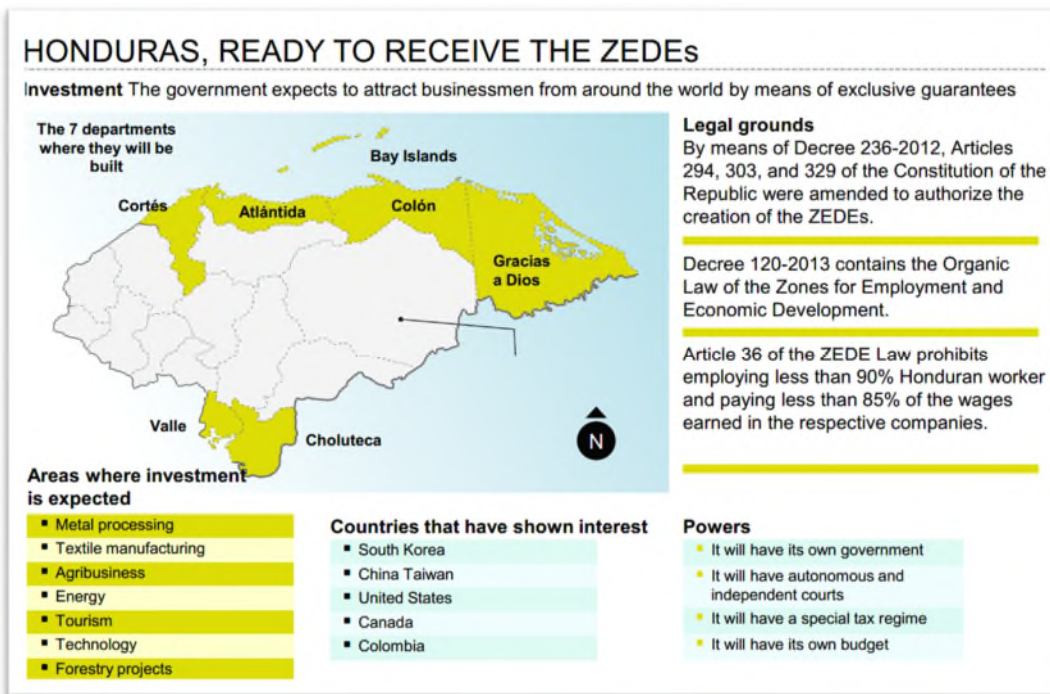 HONDURAS, READY TO RECEIVE THE ZEDEs
Investment The government expects to attract businessmen from around the world by means of exclusive guarantees
The 7 departments
where they will be
built
Bay Islands
Cortés
Atlántida
Colón
Gracias
a Dios
Valle
Choluteca
N
Legal grounds
By means of Decree 236-2012, Articles
294, 303, and 329 of the Constitution of the
Republic were amended to authorize the
creation of the ZEDEs.
Decree 120-2013 contains the Organic
Law of the Zones for Employment and
Economic Development.
Article 36 of the ZEDE Law prohibits
employing less than 90% Honduran worker
and paying less than 85% of the wages
earned in the respective companies.
Areas where investment
is expected
Metal processing
Textile manufacturing
Agribusiness
Energy
Tourism
Technology
Forestry projects
Countries that have shown interest
South Korea
China Taiwan
United States
Canada
Colombia
Powers
It will have its own government
It will have autonomous and
independent courts
It will have a special tax regime
It will have its own budget